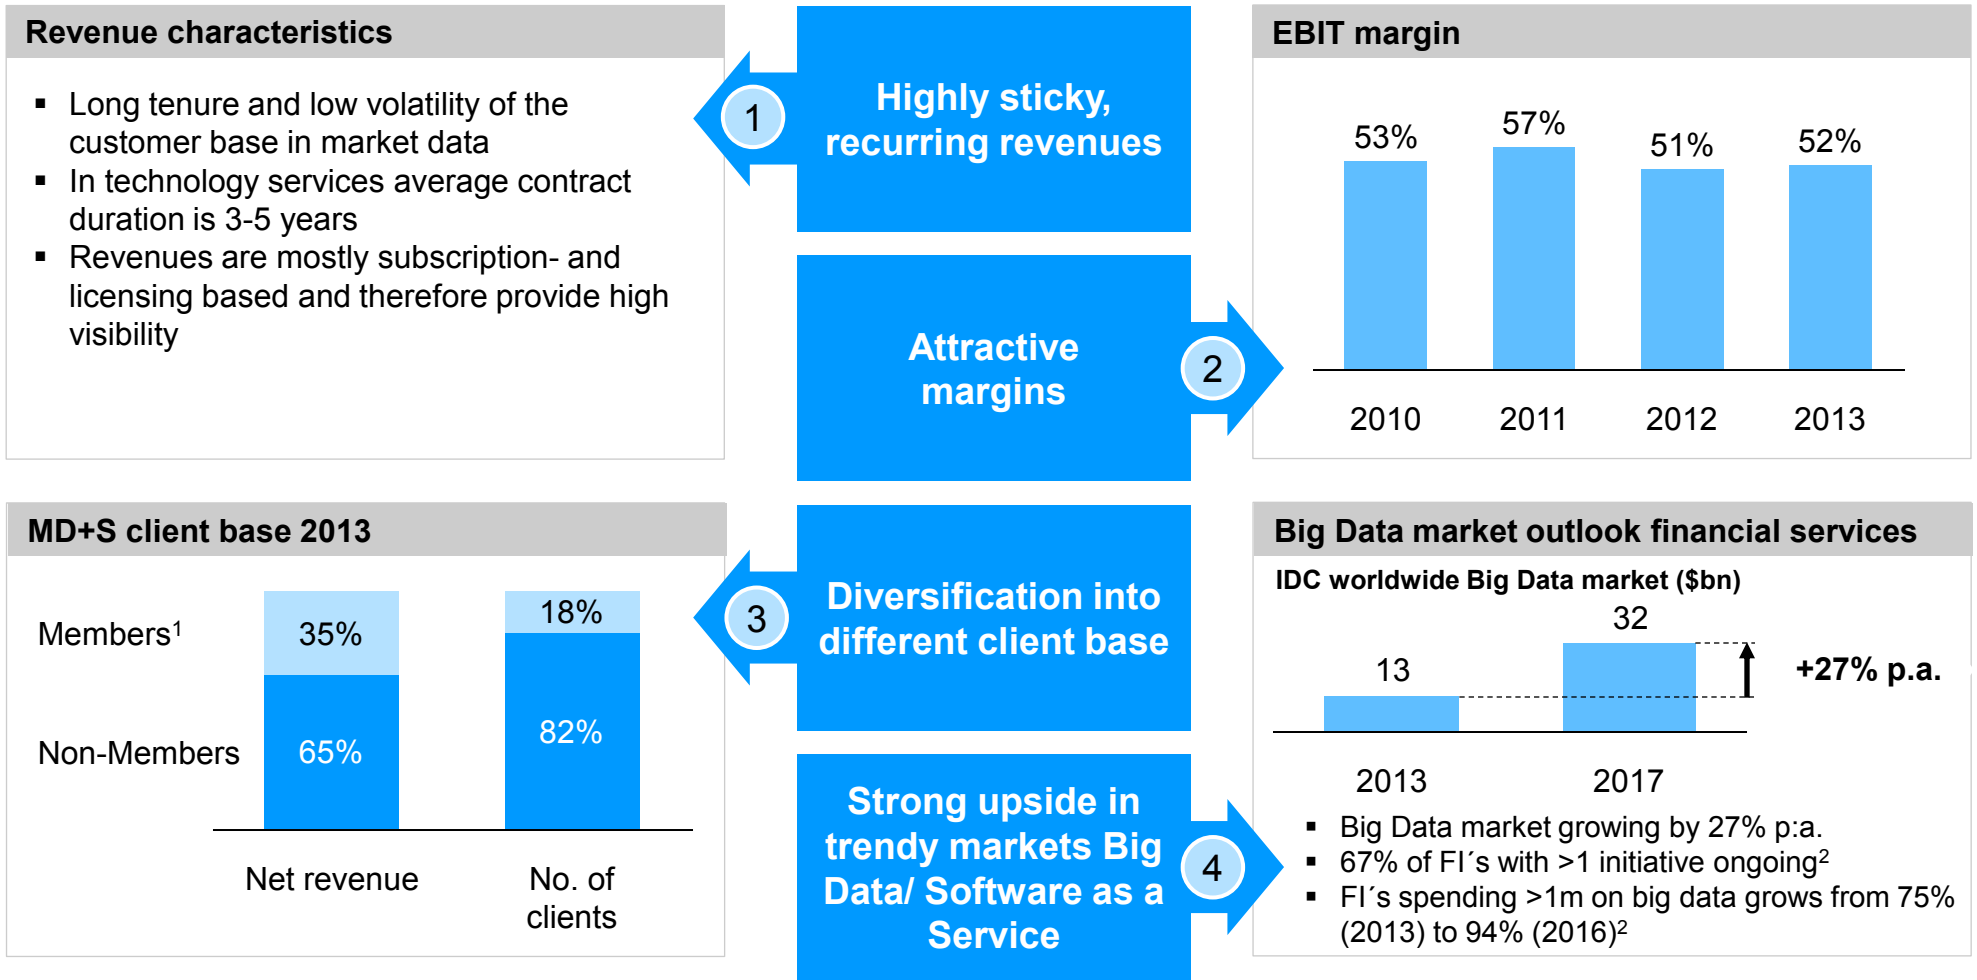 Revenue characteristics
▪ Long tenure and low volatility of the
customer base in market data
▪ In technology services average contract
duration is 3-5 years
▪ Revenues are mostly subscription- and
licensing based and therefore provide high
visibility
1
Highly sticky,
recurring revenues
Attractive
margins
2
EBIT margin
53%
57%
51%
52%
2010
2011
2012
2013
MD+S client base 2013
Members¹
35%
18%
Non-Members
65%
82%
Net revenue
No. of
clients
3
Diversification into
different client base
Strong upside in
trendy markets Big
Data/ Software as a
Service
4
Big Data market outlook financial services
IDC worldwide Big Data market ($bn)
13
32
+27% p.a.
2013
2017
▪ Big Data market growing by 27% p:a.
▪ 67% of FI´s with >1 initiative ongoing²
▪ FI´s spending >1m on big data grows from 75%
(2013) to 94% (2016)²